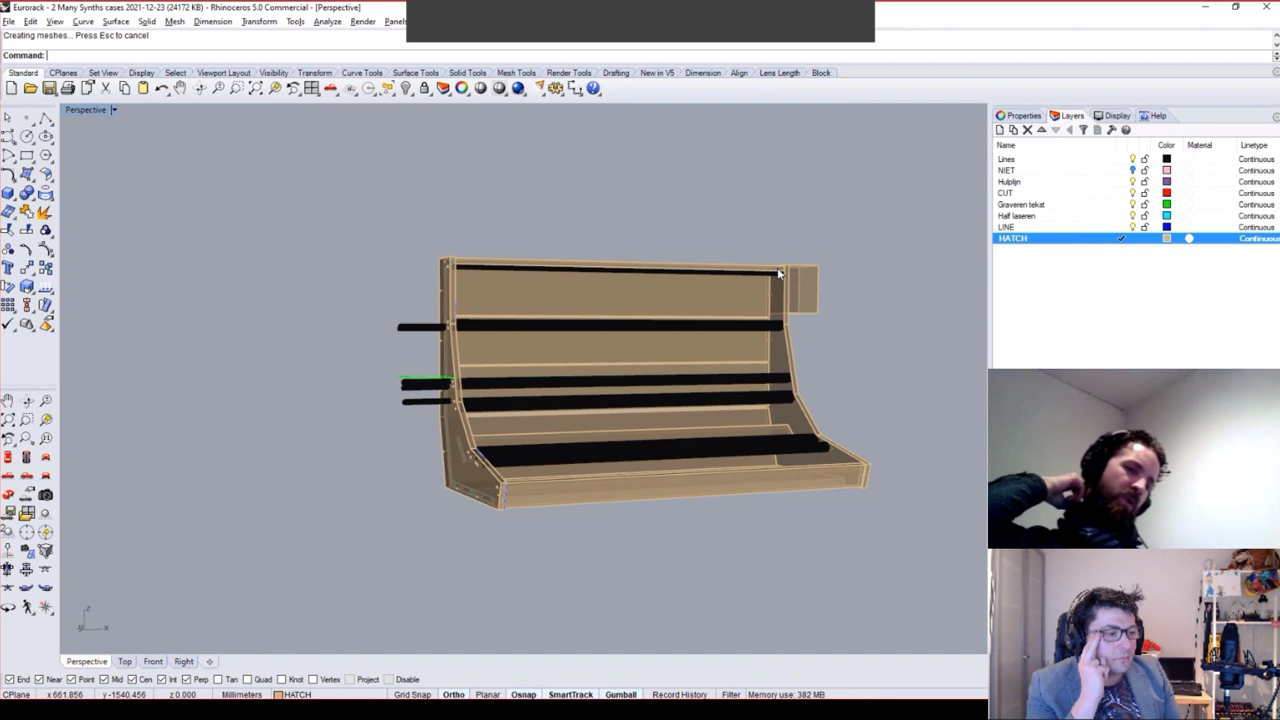 Eurorack - 2 Many Synths cases 2021-12-23 (24172 KB) - Rhinoceros 5.0 Commercial - [Perspective]
File Edit View Curve Surface Solid Mesh Dimension Transform Tools Analyze Render Panels
Creating meshes... Press Esc to cancel
Command:
Standard CPlanes Set View Display Select Viewport Layout Visibility Transform Curve Tools Surface Tools Solid Tools Mesh Tools Render Tools Drafting New in V5 Dimension Align Lens Length Block
Perspective
Properties Layers Display Help
Name Color Material Linetype
Lines Continuous
NIET Continuous
Hulplijn Continuous
CUT Continuous
Graveren tekst Continuous
Half laseren Continuous
LINE Continuous
HATCH Continuous
z
y x
Perspective Top Front Right
End Near Point Mid Cen Int Perp Tan Quad Knot Vertex Project Disable
CPlane x 661.856 y -1540.456 z 0.000 Millimeters HATCH Grid Snap Ortho Planar Osnap SmartTrack Gumball Record History Filter Memory use: 382 MB